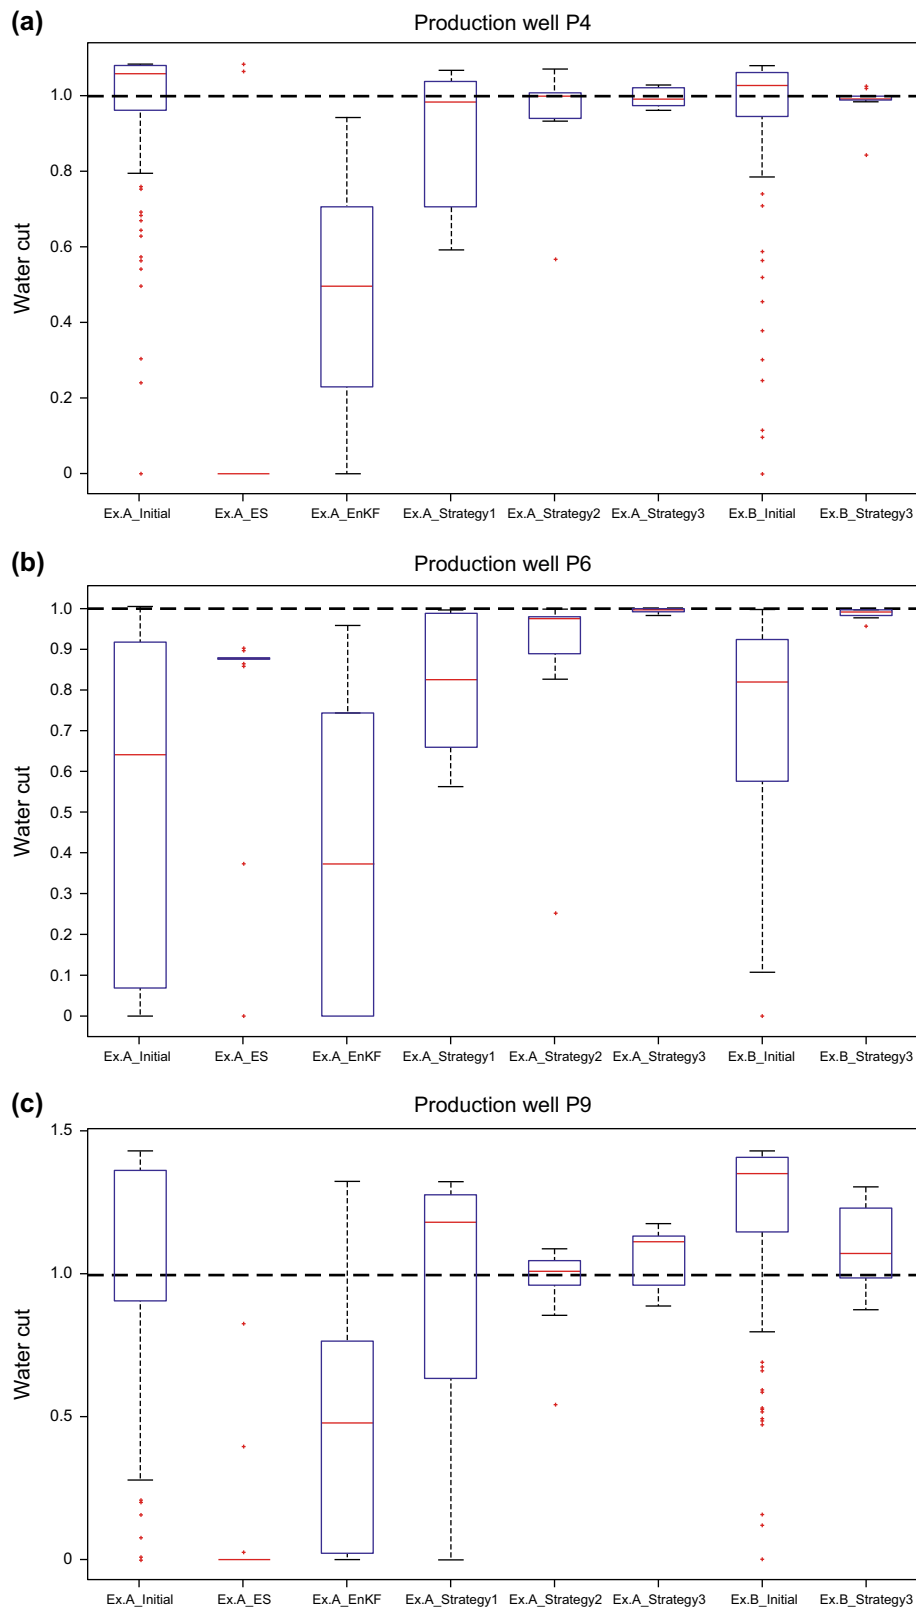 (a)
Production well P4
1.0
0.8
0.6
0.4
0.2
0
Water cut
Ex.A_Initial Ex.A_ES Ex.A_EnKF Ex.A_Strategy1 Ex.A_Strategy2 Ex.A_Strategy3 Ex.B_Initial Ex.B_Strategy3
(b)
Production well P6
1.0
0.9
0.8
0.7
0.6
0.5
0.4
0.3
0.2
0.1
0
Water cut
Ex.A_Initial Ex.A_ES Ex.A_EnKF Ex.A_Strategy1 Ex.A_Strategy2 Ex.A_Strategy3 Ex.B_Initial Ex.B_Strategy3
(c)
Production well P9
1.5
1.0
0.5
0
Water cut
Ex.A_Initial Ex.A_ES Ex.A_EnKF Ex.A_Strategy1 Ex.A_Strategy2 Ex.A_Strategy3 Ex.B_Initial Ex.B_Strategy3